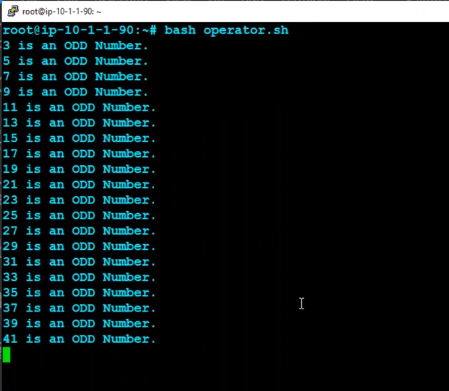 root@ip-10-1-1-90: ~
root@ip-10-1-1-90:~# bash operator.sh
3 is an ODD Number.
5 is an ODD Number.
7 is an ODD Number.
9 is an ODD Number.
11 is an ODD Number.
13 is an ODD Number.
15 is an ODD Number.
17 is an ODD Number.
19 is an ODD Number.
21 is an ODD Number.
23 is an ODD Number.
25 is an ODD Number.
27 is an ODD Number.
29 is an ODD Number.
31 is an ODD Number.
33 is an ODD Number.
35 is an ODD Number.
37 is an ODD Number.
39 is an ODD Number.
41 is an ODD Number.